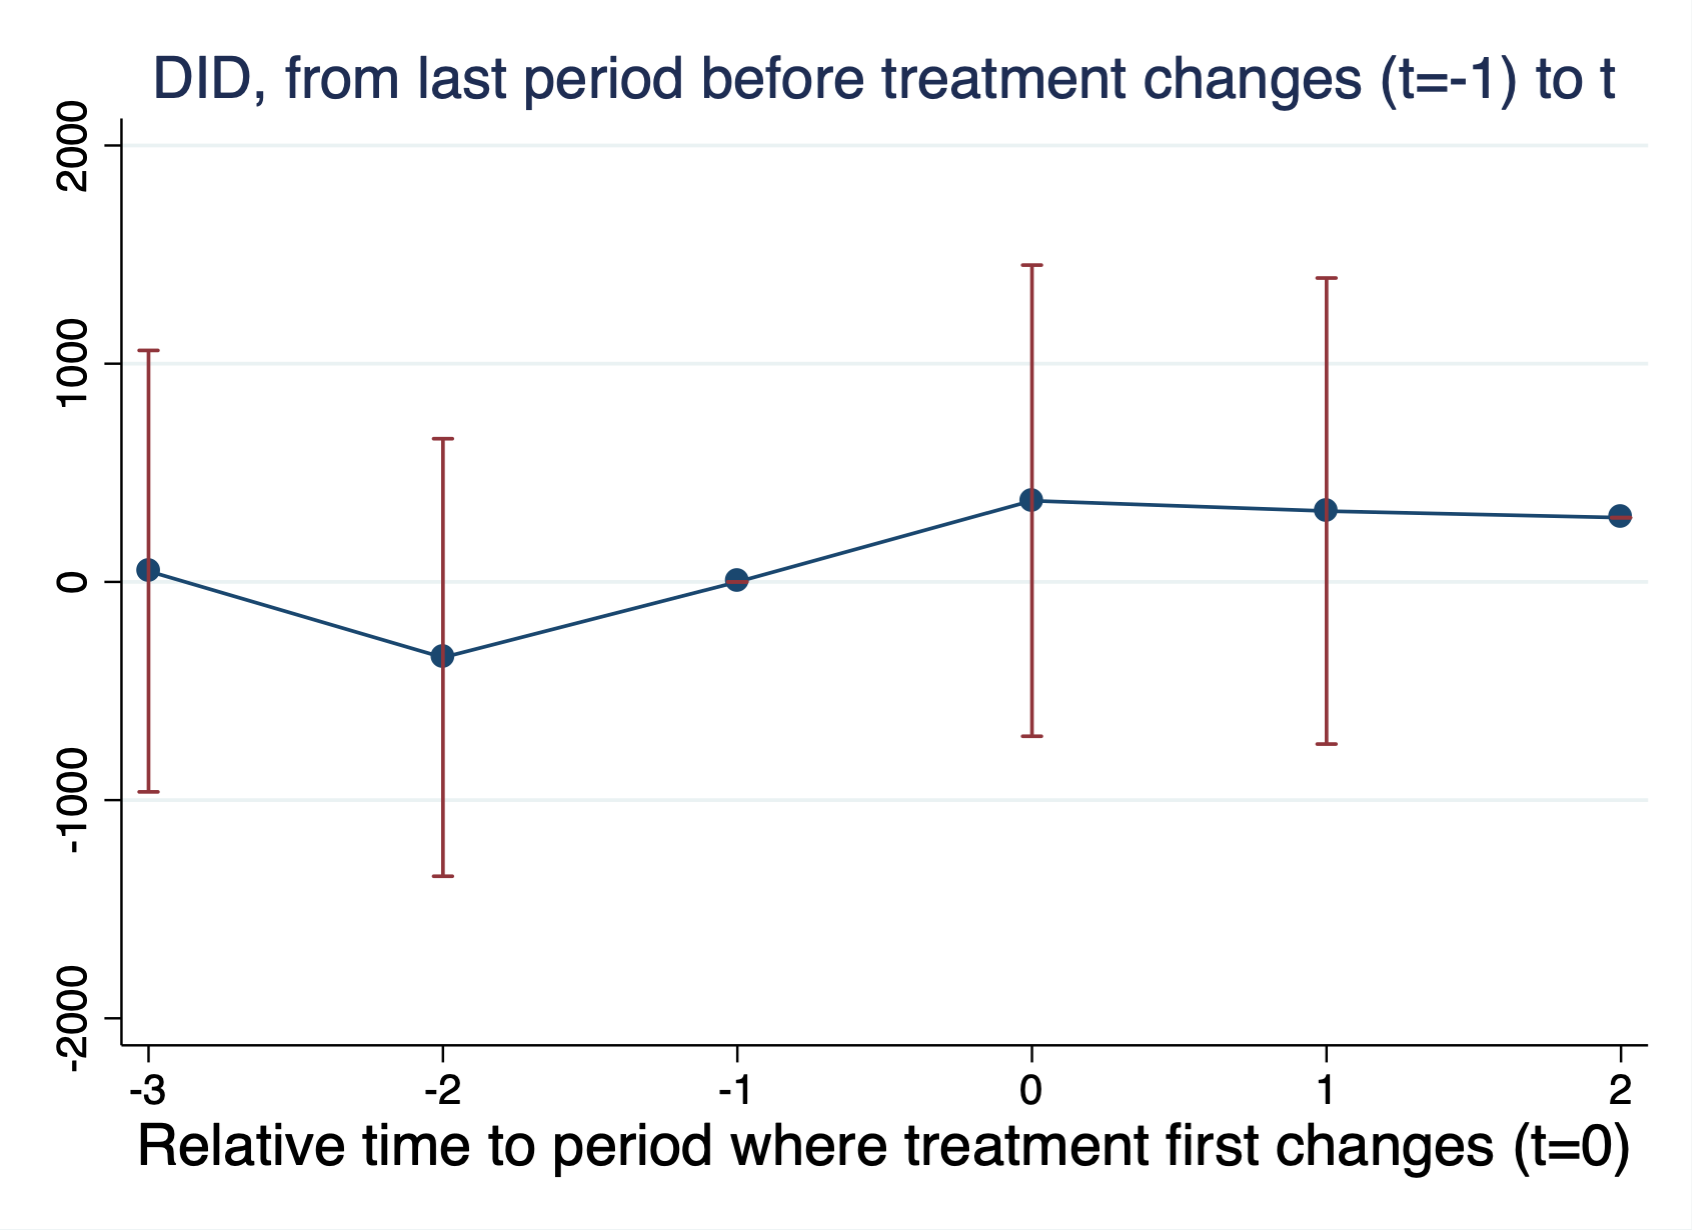 DID, from last period before treatment changes (t=-1) to t
2000
1000
0
-1000
-2000
-3 -2 -1 0 1 2
Relative time to period where treatment first changes (t=0)